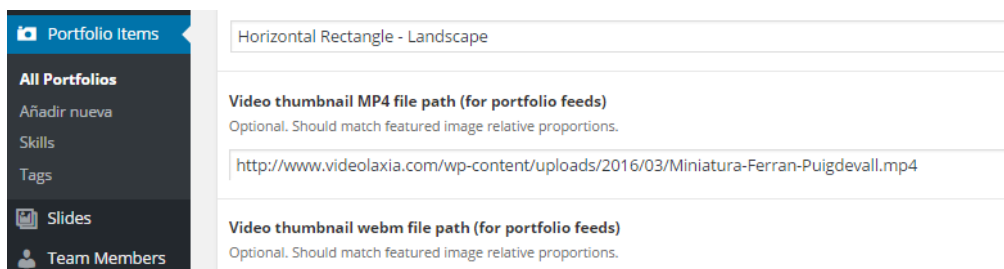 Portfolio Items
All Portfolios
Añadir nueva
Skills
Tags
Slides
Team Members
Horizontal Rectangle - Landscape
Video thumbnail MP4 file path (for portfolio feeds)
Optional. Should match featured image relative proportions.
http://www.videolaxia.com/wp-content/uploads/2016/03/Miniatura-Ferran-Puigdevall.mp4
Video thumbnail webm file path (for portfolio feeds)
Optional. Should match featured image relative proportions.